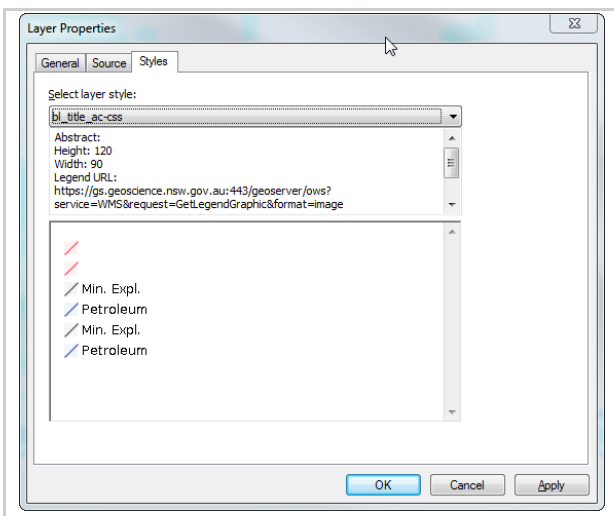 Layer Properties
General Source Styles
Select layer style:
bl_title_ac-css
Abstract:
Height: 120
Width: 90
Legend URL:
https://gs.geoscience.nsw.gov.au:443/geoserver/ows?
service=WMS&request=GetLegendGraphic&format=image
Min. Expl.
Petroleum
Min. Expl.
Petroleum
OK Cancel Apply